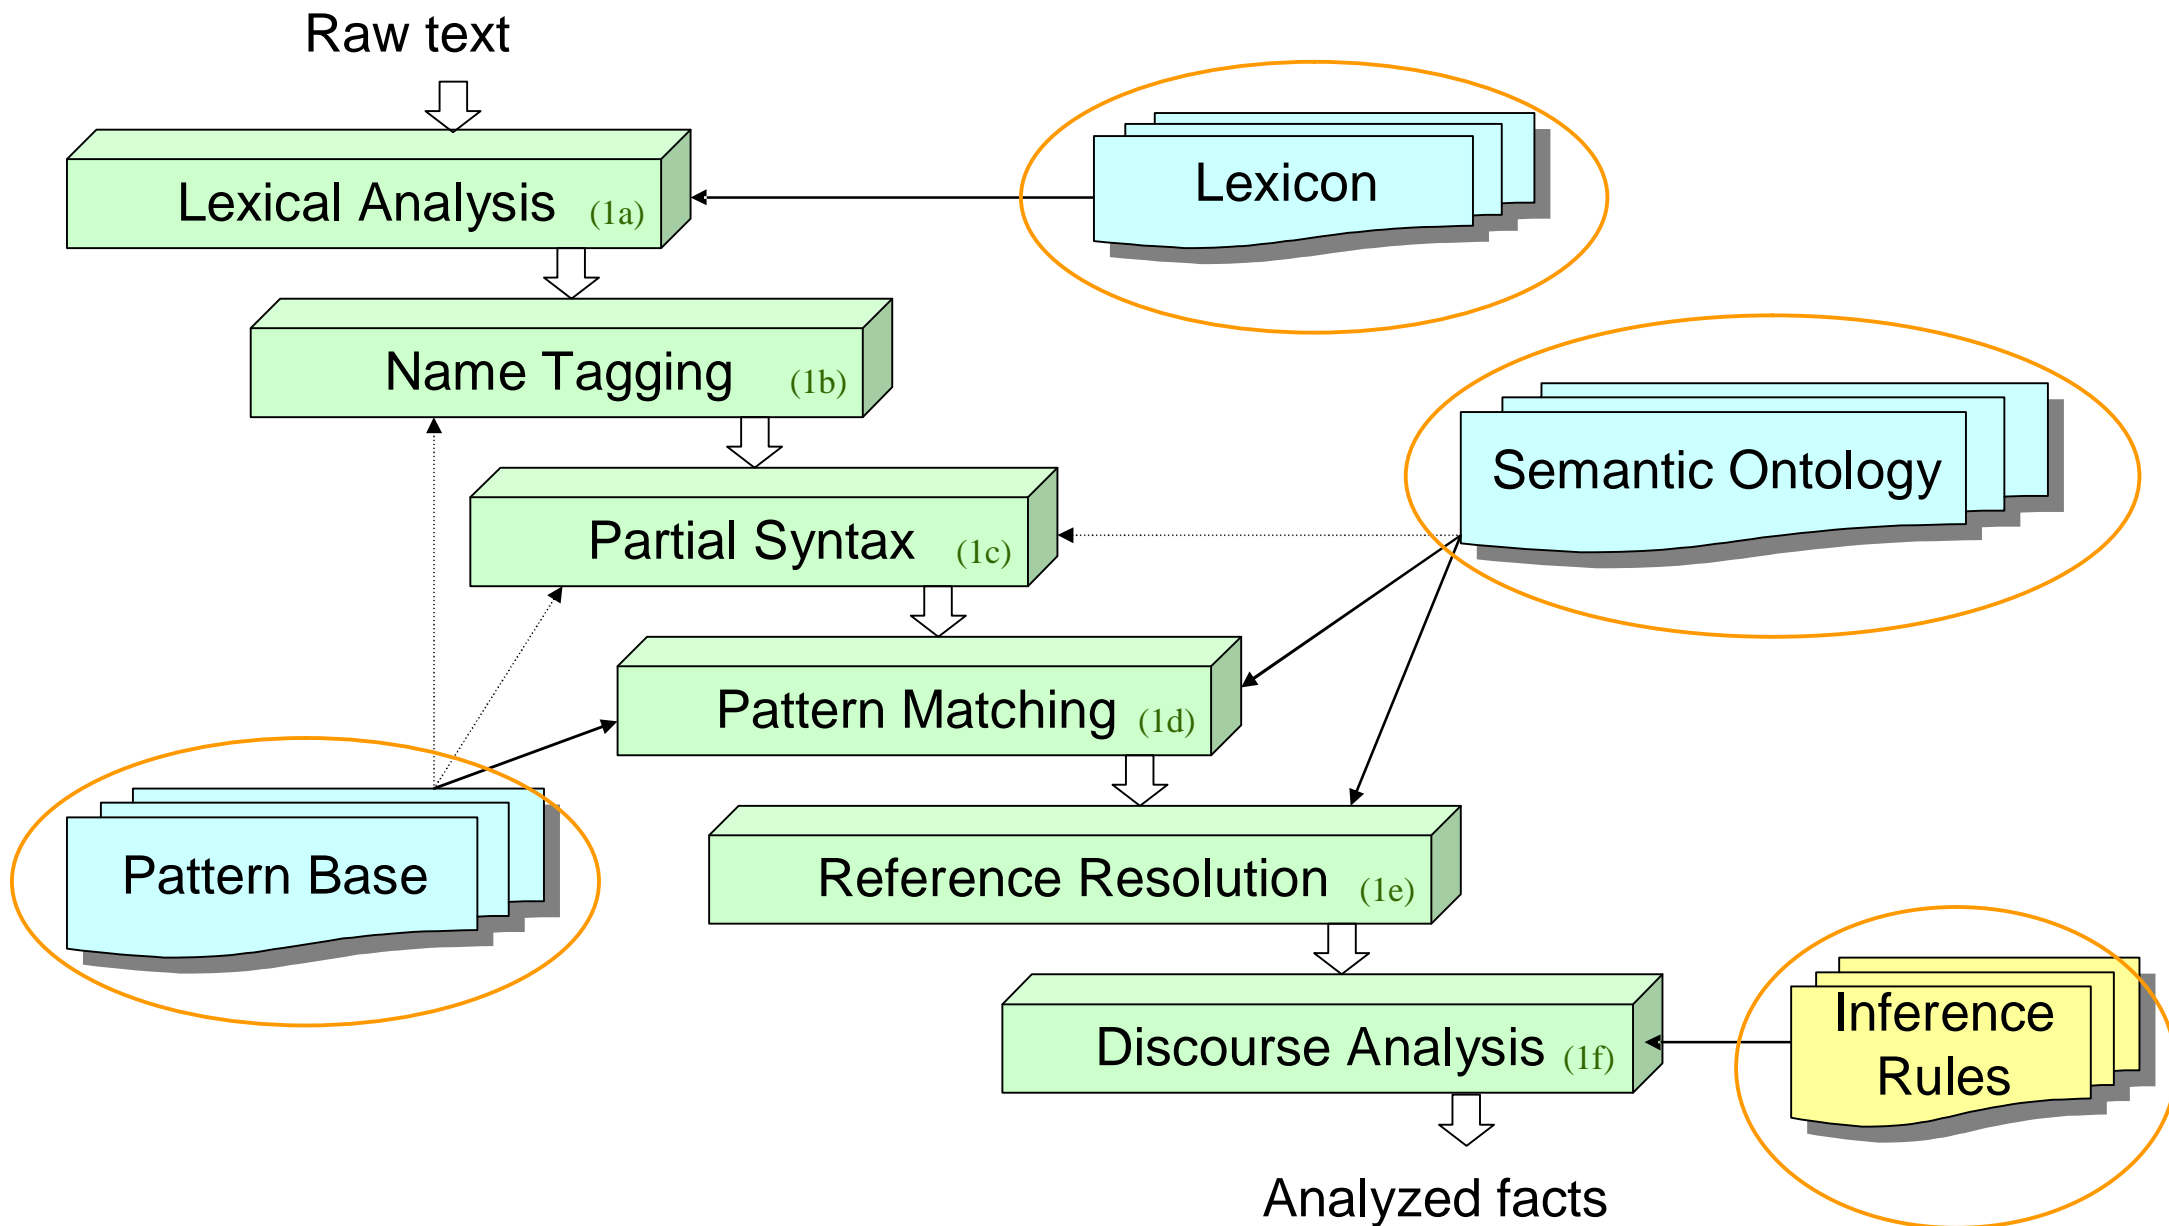 Raw text
Lexical Analysis (1a)
Lexicon
Name Tagging (1b)
Semantic Ontology
Partial Syntax (1c)
Pattern Matching (1d)
Pattern Base
Reference Resolution (1e)
Inference
Rules
Discourse Analysis (1f)
Analyzed facts